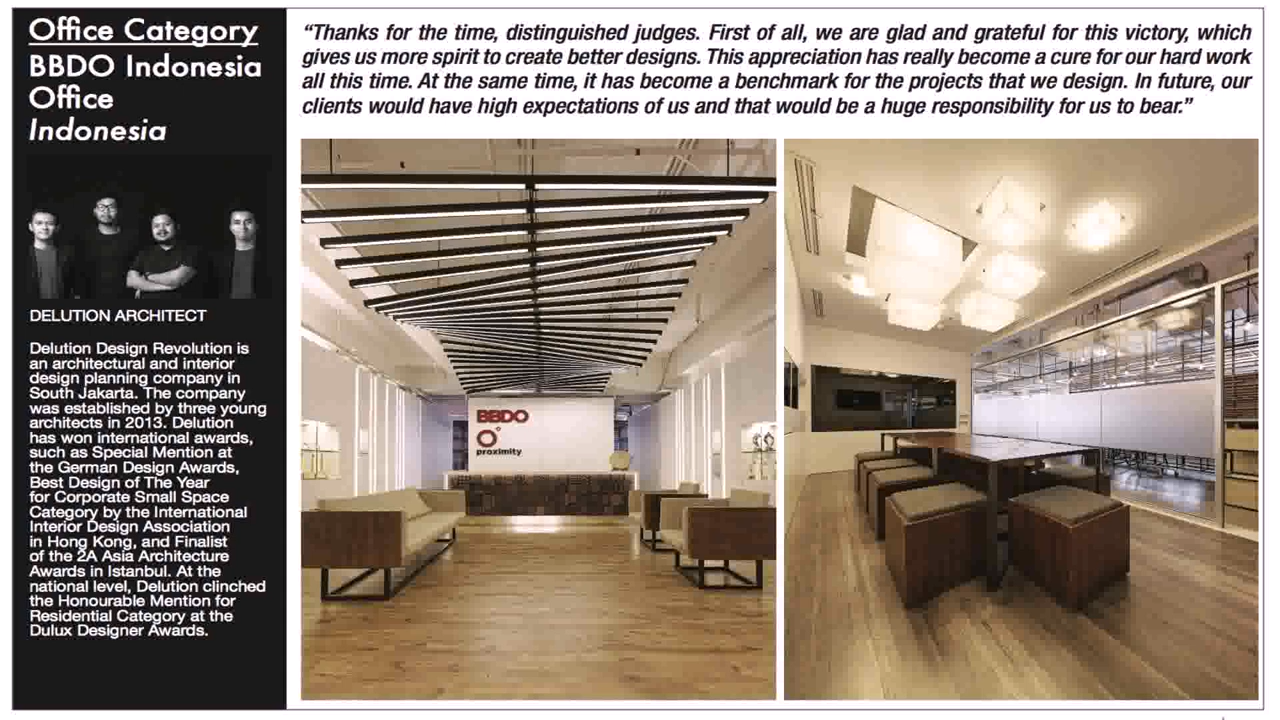 Office Category
BBDO Indonesia
Office
Indonesia
DELUTION ARCHITECT
Delution Design Revolution is
an architectural and interior
design planning company in
South Jakarta. The company
was established by three young
architects in 2013. Delution
has won international awards,
such as Special Mention at
the German Design Awards,
Best Design of The Year
for Corporate Small Space
Category by the International
Interior Design Association
in Hong Kong, and Finalist
of the 2A Asia Architecture
Awards in Istanbul. At the
national level, Delution clinched
the Honourable Mention for
Residential Category at the
Dulux Designer Awards.
“Thanks for the time, distinguished judges. First of all, we are glad and grateful for this victory, which
gives us more spirit to create better designs. This appreciation has really become a cure for our hard work
all this time. At the same time, it has become a benchmark for the projects that we design. In future, our
clients would have high expectations of us and that would be a huge responsibility for us to bear.”
BBDO
proximity